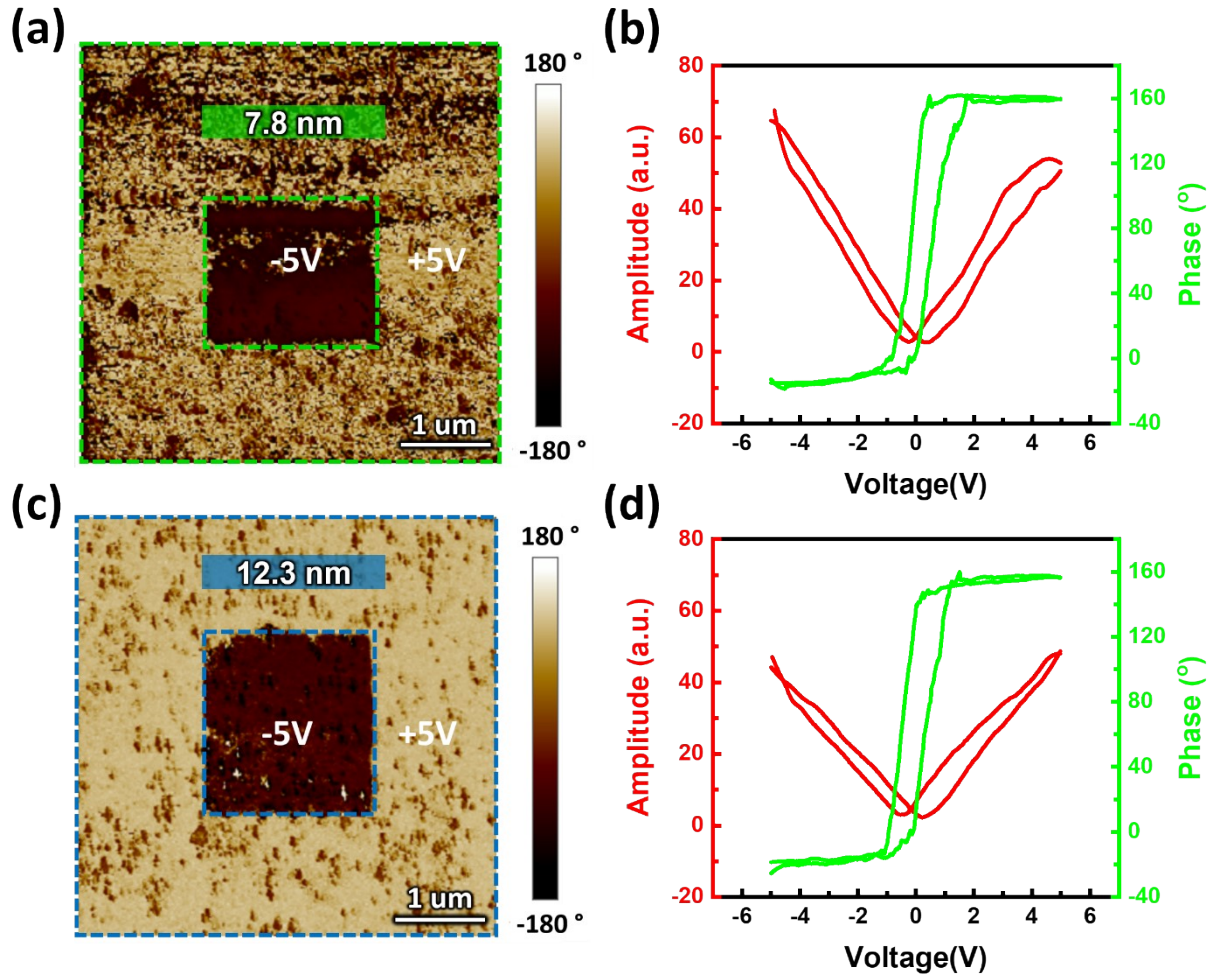 (a)
7.8 nm
-5V
+5V
1 um
180 °
-180 °
(b)
Amplitude (a.u.)
80
60
40
20
0
-20
-6 -4 -2 0 2 4 6
Voltage(V)
160
120
80
40
0
-40
Phase (°)
(c)
12.3 nm
-5V
+5V
1 um
180 °
-180 °
(d)
Amplitude (a.u.)
80
60
40
20
0
-20
-6 -4 -2 0 2 4 6
Voltage(V)
160
120
80
40
0
-40
Phase (°)